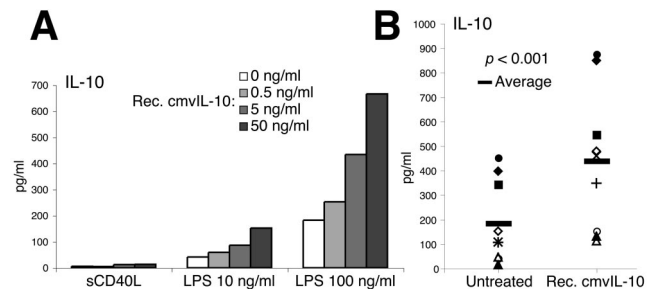 A
IL-10
Rec. cmvIL-10:
0 ng/ml
0.5 ng/ml
5 ng/ml
50 ng/ml
pg/ml
700
600
500
400
300
200
100
0
sCD40L
LPS 10 ng/ml
LPS 100 ng/ml
B
IL-10
p < 0.001
Average
pg/ml
1000
900
800
700
600
500
400
300
200
100
0
Untreated
Rec. cmvIL-10